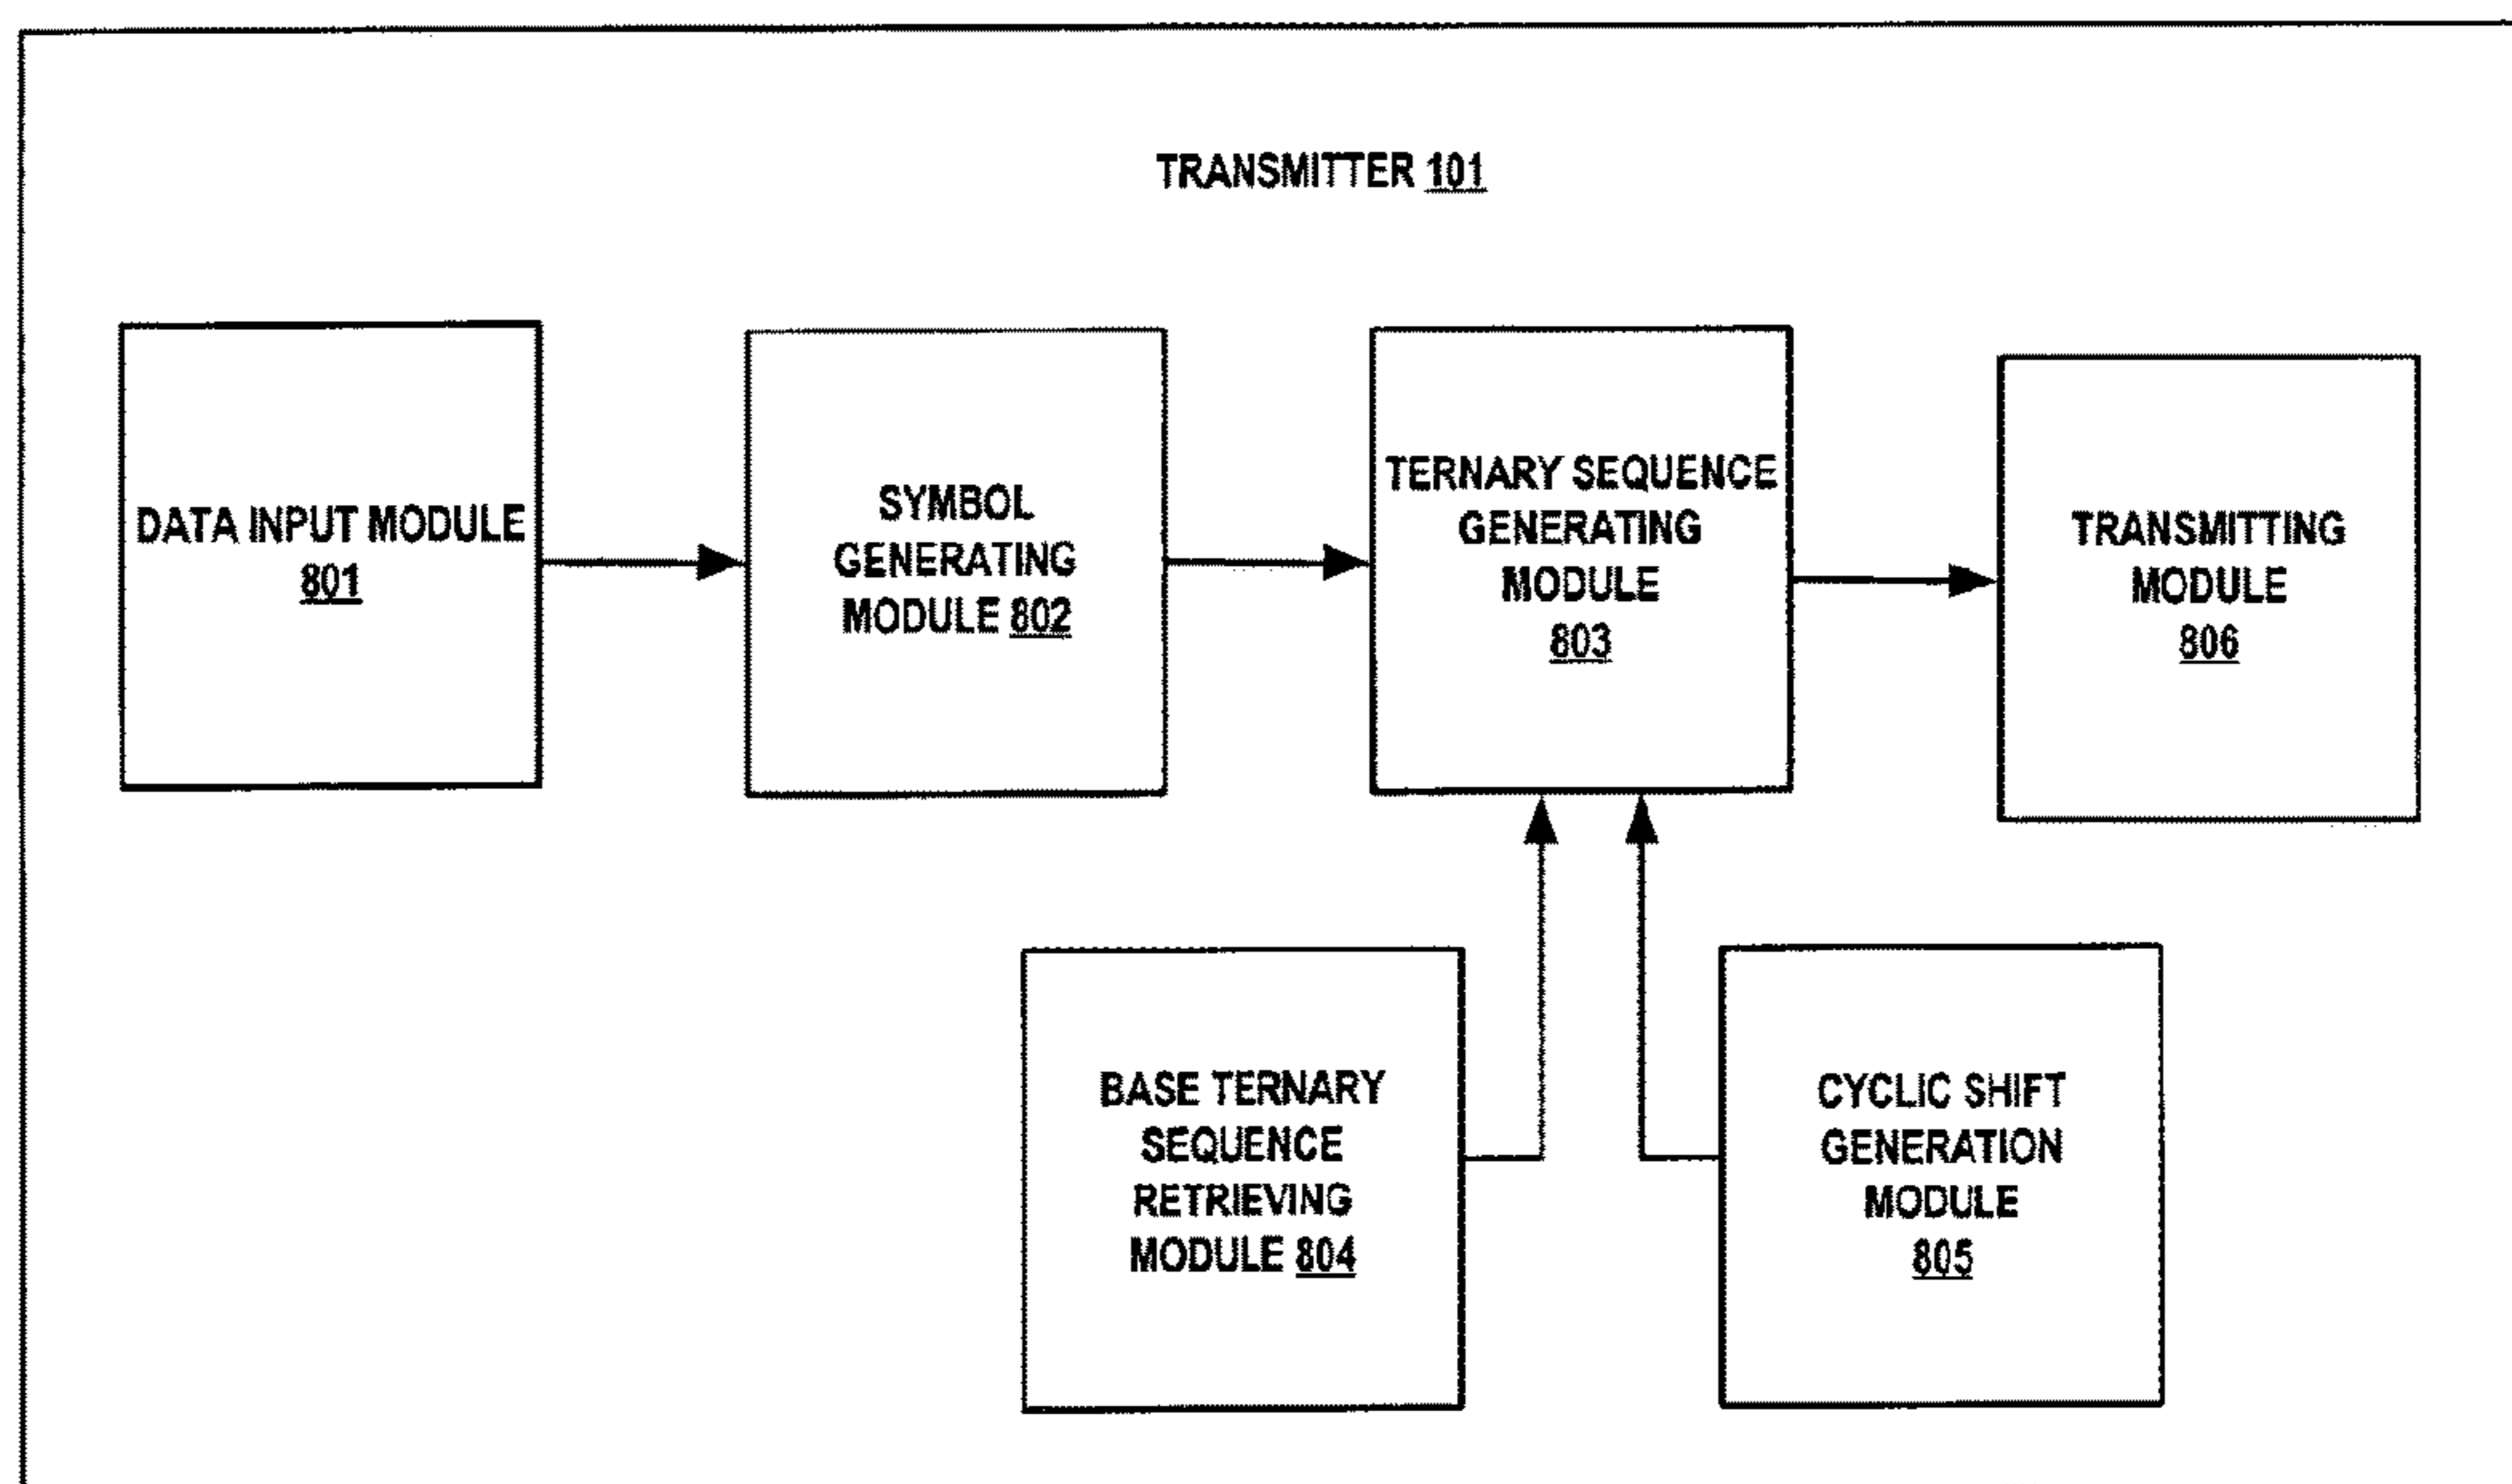 TRANSMITTER 101
DATA INPUT MODULE
801
SYMBOL
GENERATING
MODULE 802
TERNARY SEQUENCE
GENERATING
MODULE
803
TRANSMITTING
MODULE
806
BASE TERNARY
SEQUENCE
RETRIEVING
MODULE 804
CYCLIC SHIFT
GENERATION
MODULE
805